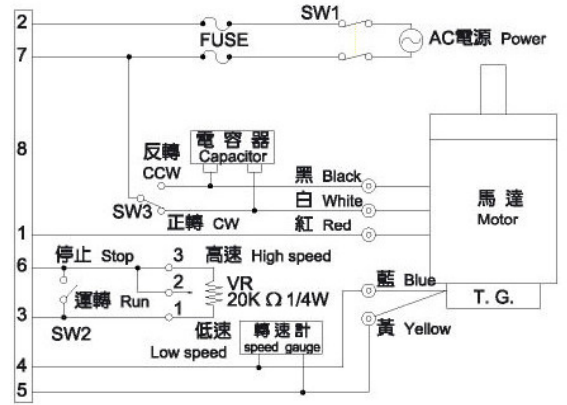 2
SW1
FUSE
AC電源 Power
7
8
電容器
Capacitor
反轉
CCW
黑 Black
白 White
馬達
Motor
SW3
正轉 CW
紅 Red
1
停止 Stop
3
高速 High speed
6
2
VR
20K Ω 1/4W
運轉 Run
1
藍 Blue
T. G.
3
SW2
低速
Low speed
轉速計
speed gauge
黃 Yellow
4
5